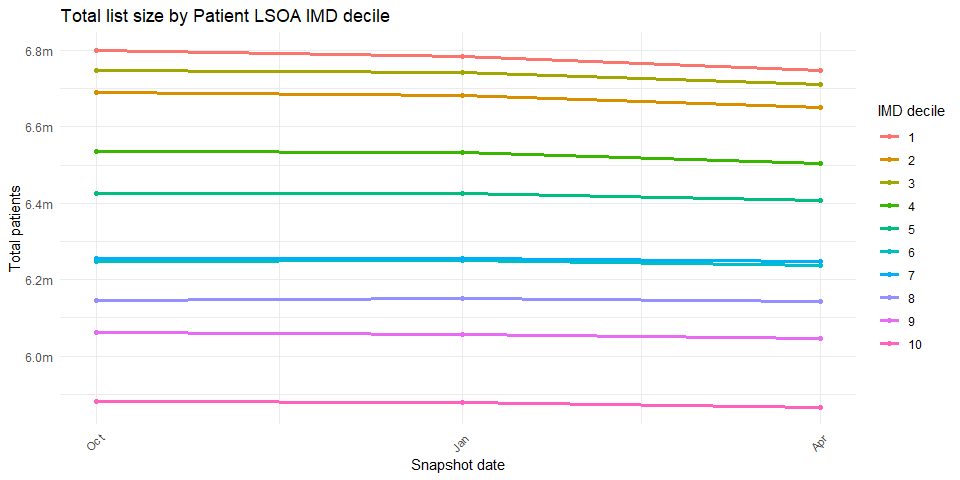 Total list size by Patient LSOA IMD decile
6.8m
6.6m
6.4m
6.2m
6.0m
Total patients
Oct
Jan
Apr
Snapshot date
IMD decile
1
2
3
4
5
6
7
8
9
10